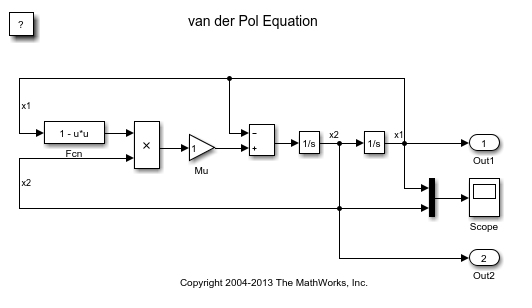 van der Pol Equation
?
x1
1 - u*u
Fcn
×
1
Mu
−
+
1/s
x2
1/s
x1
1
Out1
x2
Scope
2
Out2
Copyright 2004-2013 The MathWorks, Inc.